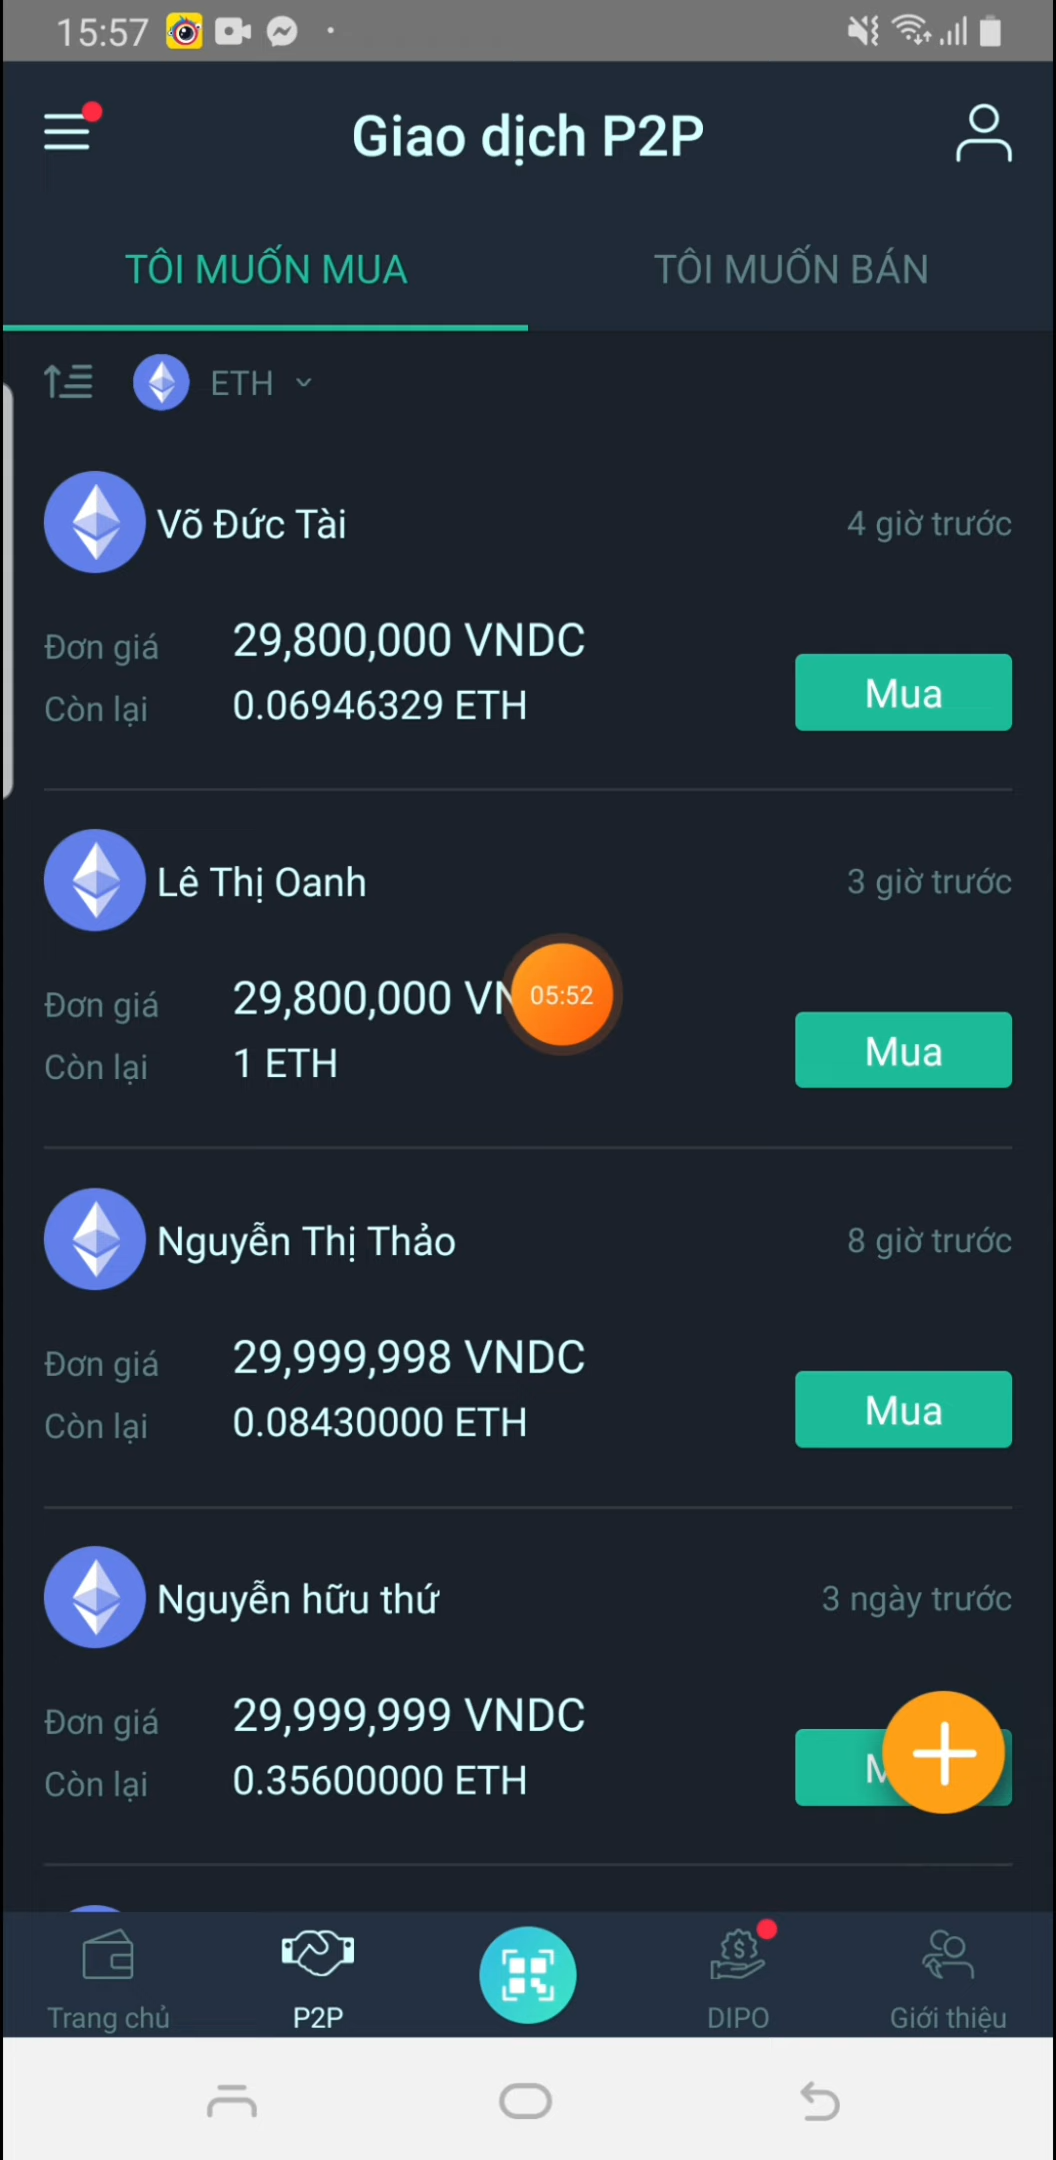 15:57
Giao dịch P2P
TÔI MUỐN MUA TÔI MUỐN BÁN
ETH
Võ Đức Tài 4 giờ trước
Đơn giá 29,800,000 VNDC
Còn lại 0.06946329 ETH
Mua
Lê Thị Oanh 3 giờ trước
Đơn giá 29,800,000
05:52
Còn lại 1 ETH
Mua
Nguyễn Thị Thảo 8 giờ trước
Đơn giá 29,999,998 VNDC
Còn lại 0.08430000 ETH
Mua
Nguyễn hữu thứ 3 ngày trước
Đơn giá 29,999,999 VNDC
Còn lại 0.35600000 ETH
Trang chủ P2P DIPO Giới thiệu